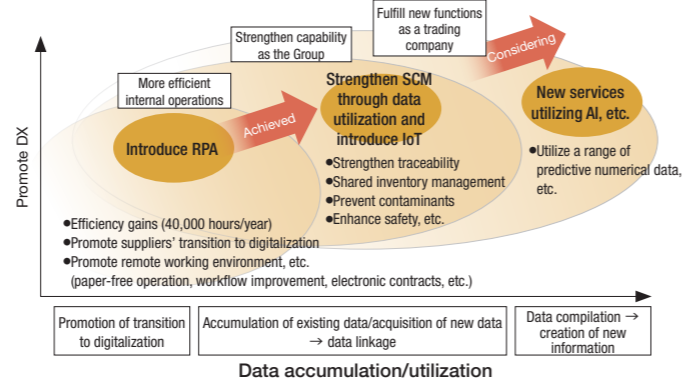 Fulfill new functions
as a trading
company
Strengthen capability
as the Group
Considering
More efficient
internal operations
Strengthen SCM
through data
utilization and
introduce IoT
New services
utilizing AI, etc.
Achieved
Introduce RPA
●Strengthen traceability
●Shared inventory management
●Prevent contaminants
●Enhance safety, etc.
●Utilize a range of
predictive numerical data,
etc.
●Efficiency gains (40,000 hours/year)
●Promote suppliers' transition to digitalization
●Promote remote working environment, etc.
(paper-free operation, workflow improvement, electronic contracts, etc.)
Promote DX
Promotion of transition
to digitalization
Accumulation of existing data/acquisition of new data
→ data linkage
Data compilation →
creation of new
information
Data accumulation/utilization